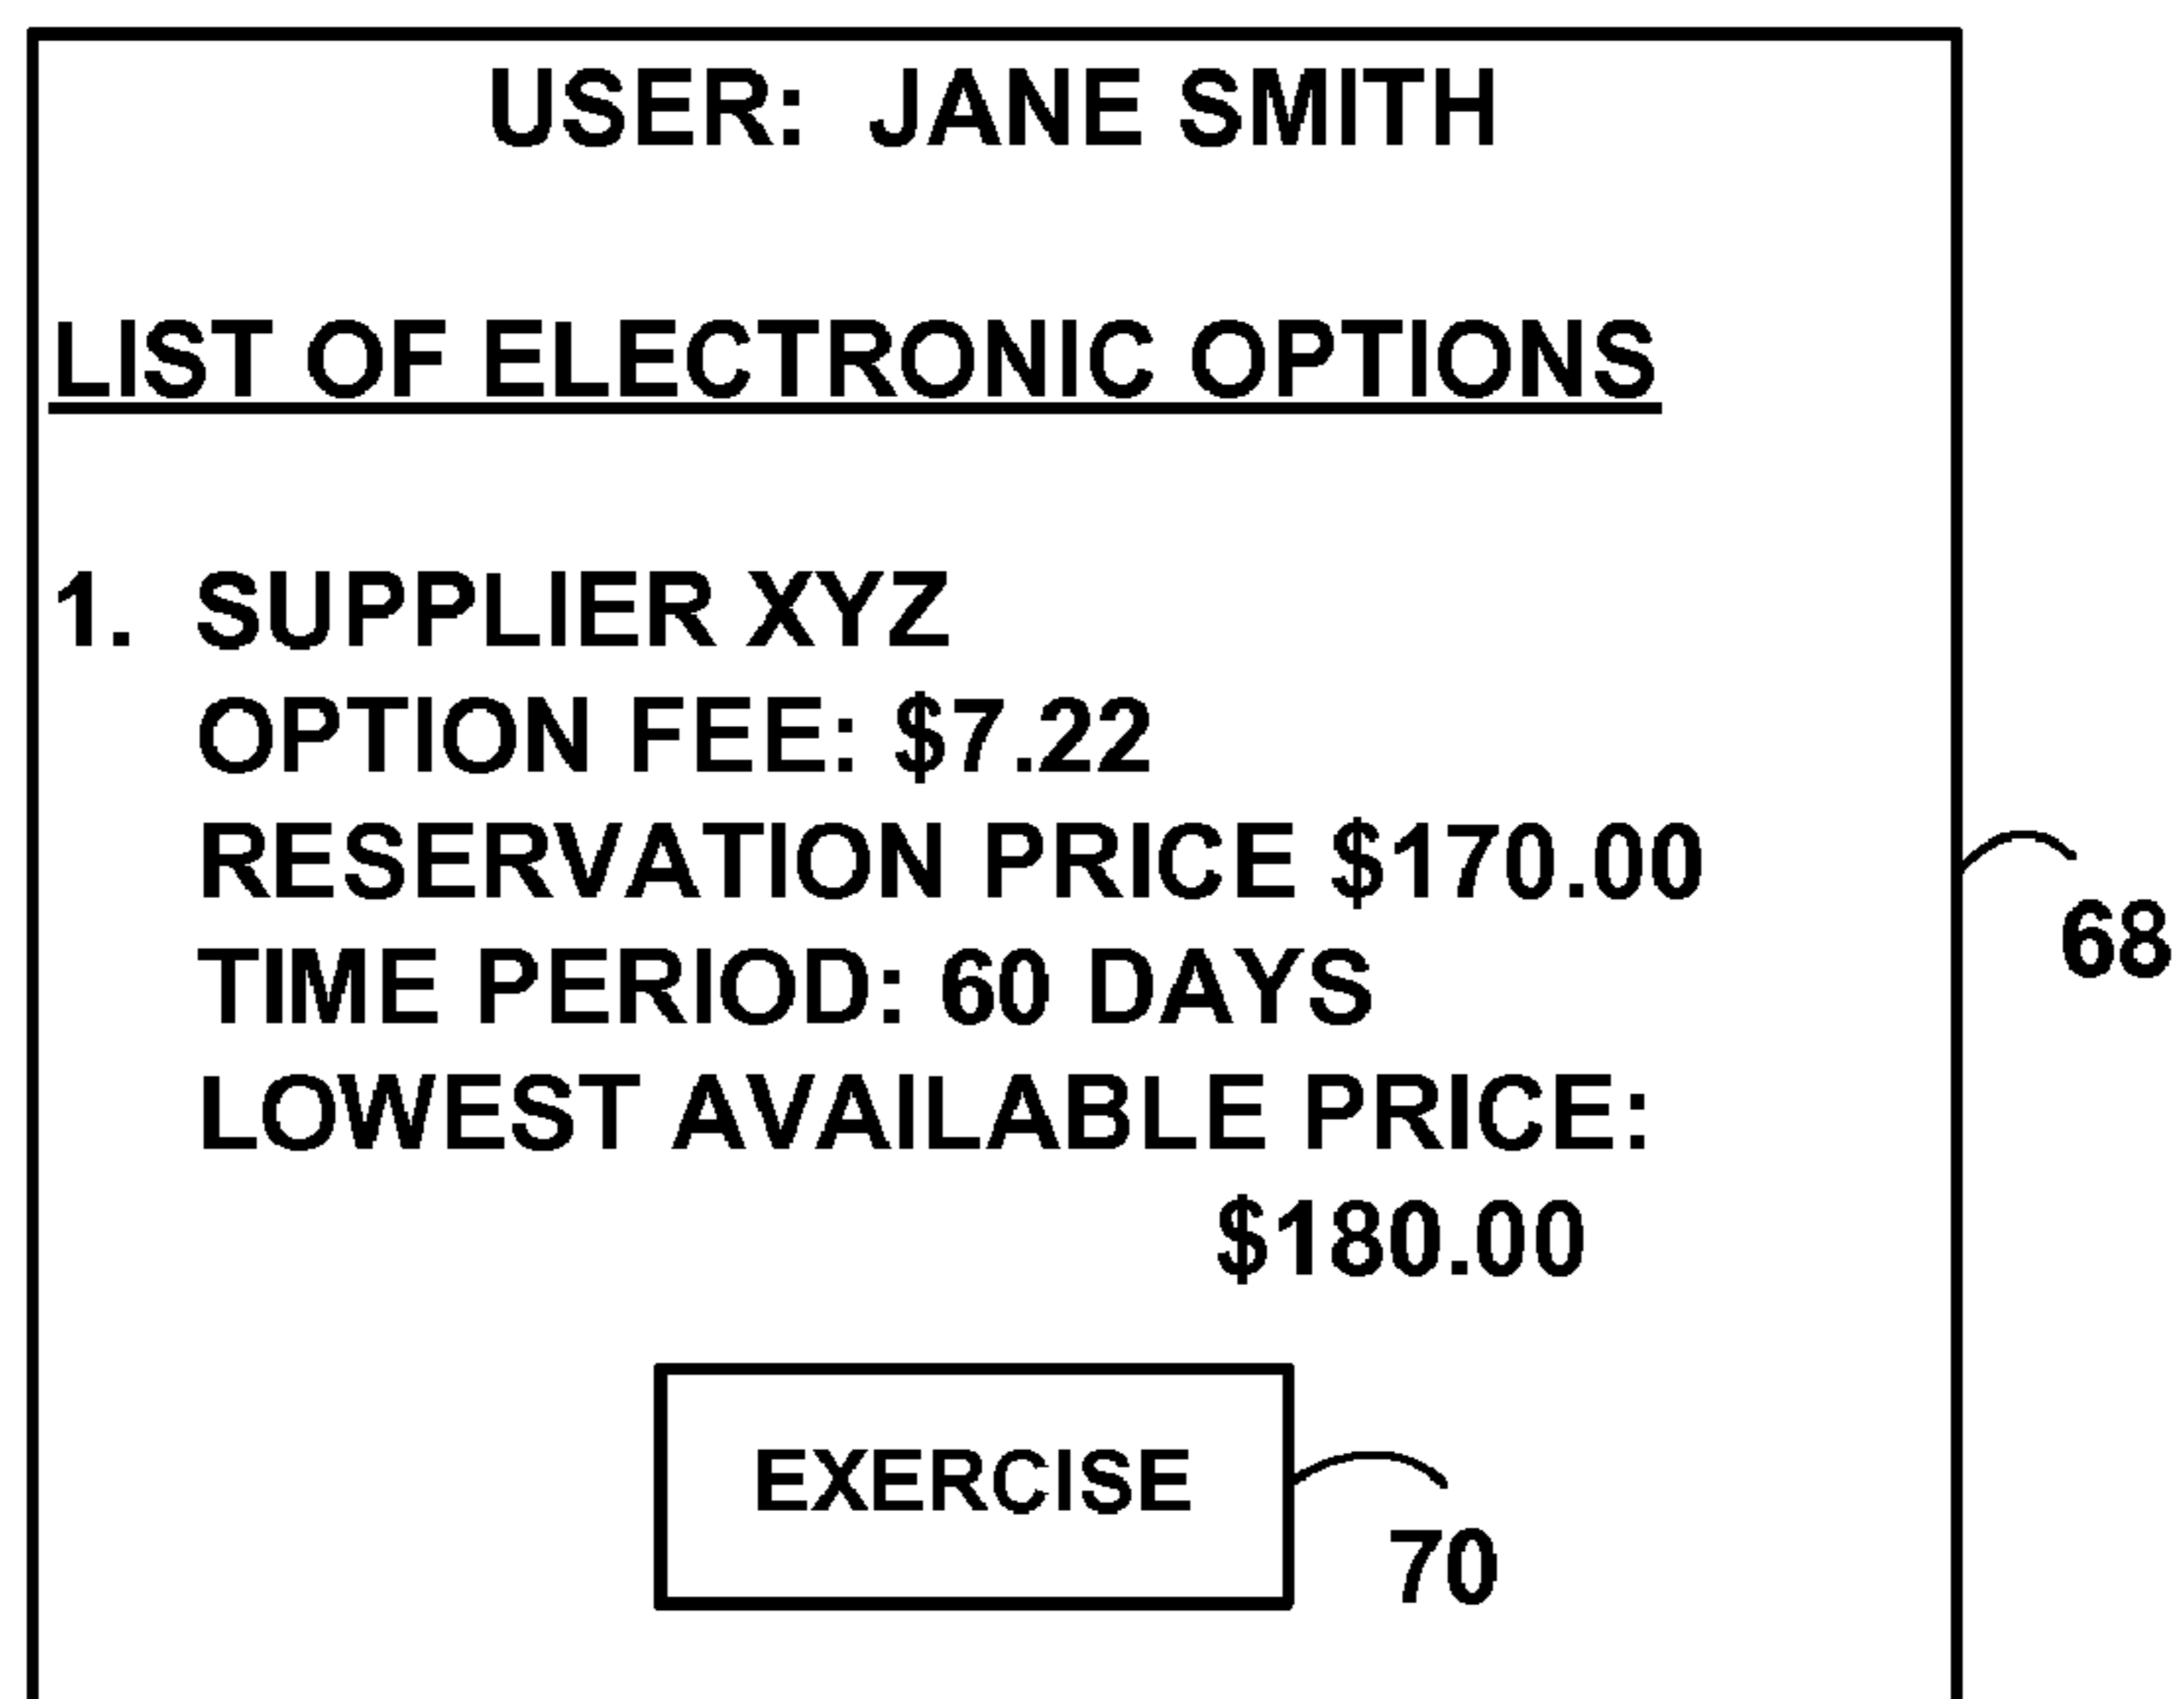 USER: JANE SMITH
LIST OF ELECTRONIC OPTIONS
1. SUPPLIER XYZ
OPTION FEE: $7.22
RESERVATION PRICE $170.00
TIME PERIOD: 60 DAYS
LOWEST AVAILABLE PRICE:
$180.00
EXERCISE
68
70